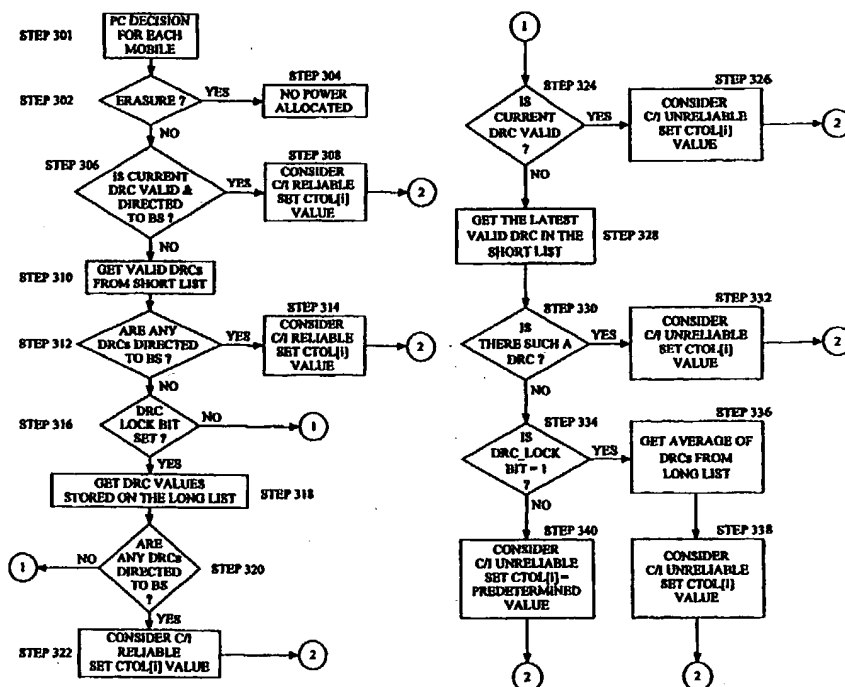 STEP 301
PC DECISION
FOR EACH
MOBILE
STEP 302
ERASURE ?
YES
STEP 304
NO POWER
ALLOCATED
NO
STEP 306
IS CURRENT
DRC VALID &
DIRECTED
TO BS ?
YES
STEP 308
CONSIDER
C/I RELIABLE
SET CTOL[i]
VALUE
2
NO
STEP 310
GET VALID DRCs
FROM SHORT LIST
STEP 312
ARE ANY
DRCs DIRECTED
TO BS ?
YES
STEP 314
CONSIDER
C/I RELIABLE
SET CTOL[i]
VALUE
2
NO
STEP 316
DRC
LOCK BIT
SET ?
NO
1
YES
GET DRC VALUES
STORED ON THE LONG LIST
STEP 318
1
NO
ARE
ANY DRCs
DIRECTED
TO BS
?
STEP 320
YES
STEP 322
CONSIDER C/I
RELIABLE
SET CTOL[i] VALUE
2
1
STEP 324
IS
CURRENT
DRC VALID
?
YES
STEP 326
CONSIDER
C/I UNRELIABLE
SET CTOL[i]
VALUE
2
NO
GET THE LATEST
VALID DRC IN THE
SHORT LIST
STEP 328
STEP 330
IS
THERE SUCH A
DRC ?
YES
STEP 332
CONSIDER
C/I UNRELIABLE
SET CTOL[i]
VALUE
2
NO
STEP 334
IS
DRC_LOCK
BIT = 1
?
YES
STEP 336
GET AVERAGE OF
DRCs FROM
LONG LIST
NO
STEP 340
CONSIDER
C/I UNRELIABLE
SET CTOL[i] =
PREDETERMINED
VALUE
2
STEP 338
CONSIDER
C/I UNRELIABLE
SET CTOL[i]
VALUE
2